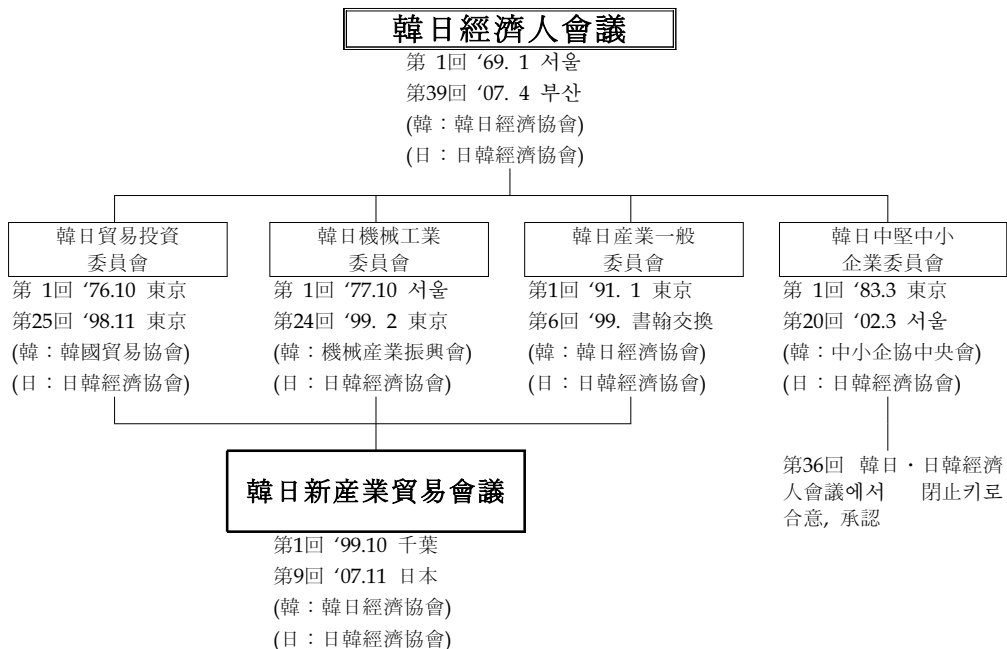 韓日經濟人會議
第 1回 ‘69. 1 서울
第39回 ‘07. 4 부산
(韓：韓日經濟協會)
(日：日韓經濟協會)
韓日貿易投資
委員會
第 1回 ‘76.10 東京
第25回 ‘98.11 東京
(韓：韓國貿易協會)
(日：日韓經濟協會)
韓日機械工業
委員會
第 1回 ‘77.10 서울
第24回 ‘99. 2 東京
(韓：機械産業振興會)
(日：日韓經濟協會)
韓日産業一般
委員會
第1回 ‘91. 1 東京
第6回 ‘99. 書翰交換
(韓：韓日經濟協會)
(日：日韓經濟協會)
韓日中堅中小
企業委員會
第 1回 ‘83.3 東京
第20回 ‘02.3 서울
(韓：中小企協中央會)
(日：日韓經濟協會)
第36回 韓日・日韓經濟
人會議에서 閉止키로
合意, 承認
韓日新産業貿易會議
第1回 ‘99.10 千葉
第9回 ‘07.11 日本
(韓：韓日經濟協會)
(日：日韓經濟協會)